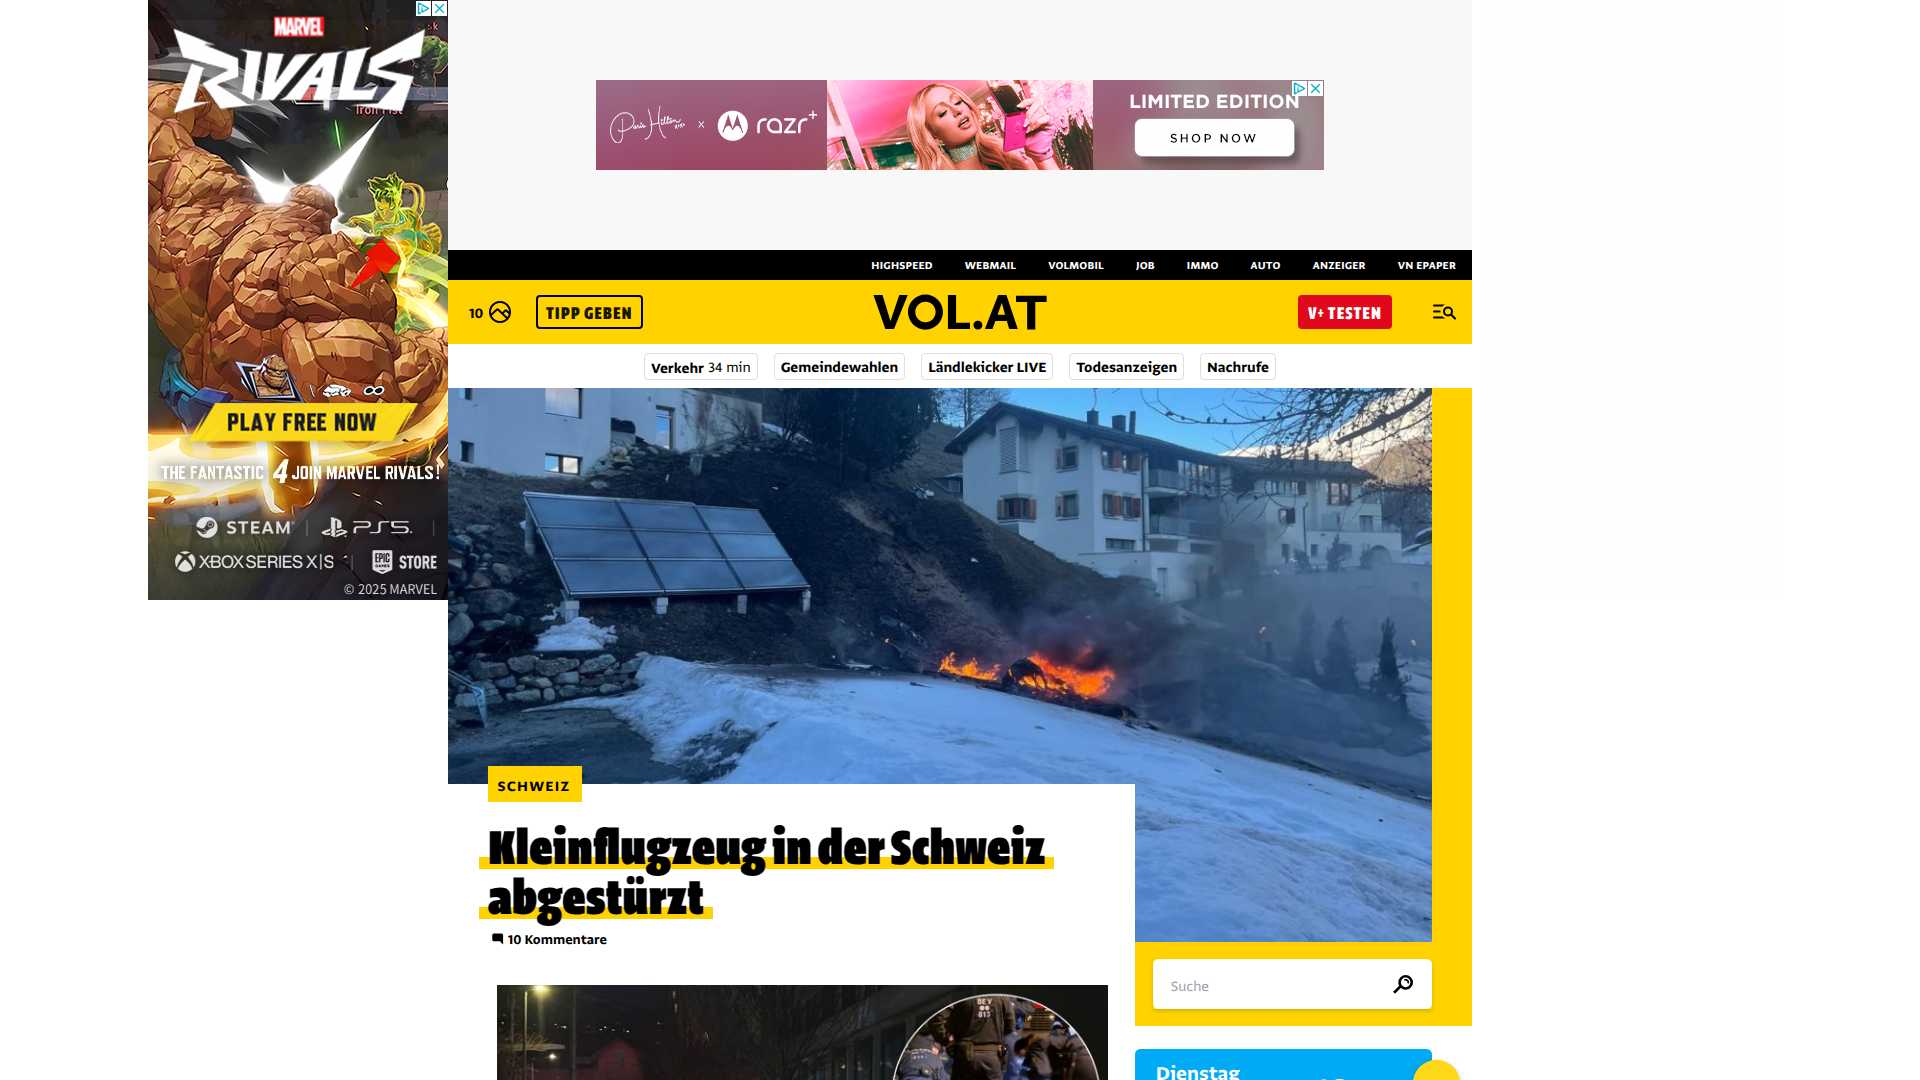 MARVEL
RIVALS
Iron Fist
PLAY FREE NOW
THE FANTASTIC 4 JOIN MARVEL RIVALS!
STEAM | PS5. |
XBOX SERIES X|S | EPIC GAMES STORE
© 2025 MARVEL
Paris Hilton x razr+
LIMITED EDITION
SHOP NOW
HIGHSPEED WEBMAIL VOLMOBIL JOB IMMO AUTO ANZEIGER VN EPAPER
10 TIPP GEBEN VOL.AT V+ TESTEN
Verkehr 34 min Gemeindewahlen Ländlekicker LIVE Todesanzeigen Nachrufe
SCHWEIZ
Kleinflugzeug in der Schweiz
abgestürzt
10 Kommentare
Suche
BEV
813
Dienstag